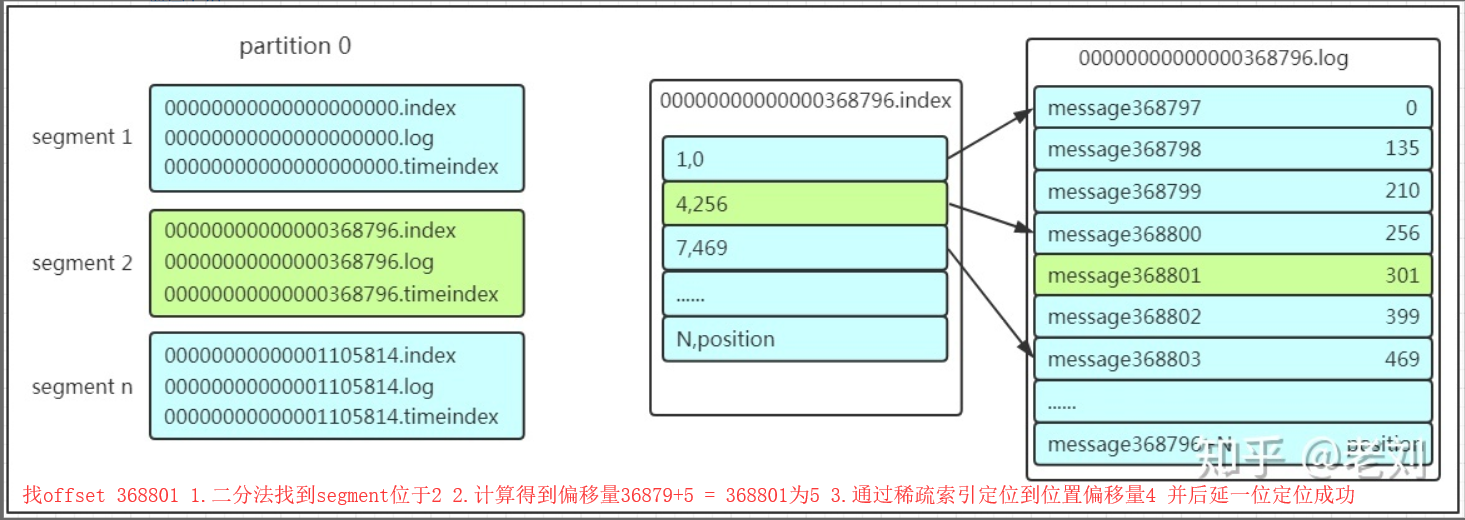 partition 0
segment 1
00000000000000000000.index
00000000000000000000.log
00000000000000000000.timeindex
segment 2
00000000000000368796.index
00000000000000368796.log
00000000000000368796.timeindex
segment n
00000000000001105814.index
00000000000001105814.log
00000000000001105814.timeindex
00000000000000368796.index
1,0
4,256
7,469
......
N,position
00000000000000368796.log
message368797 0
message368798 135
message368799 210
message368800 256
message368801 301
message368802 399
message368803 469
......
message368796+N position
知乎 @老刘
找offset 368801 1.二分法找到segment位于2 2.计算得到偏移量36879+5 = 368801为5 3.通过稀疏索引定位到位置偏移量4 并后延一位定位成功